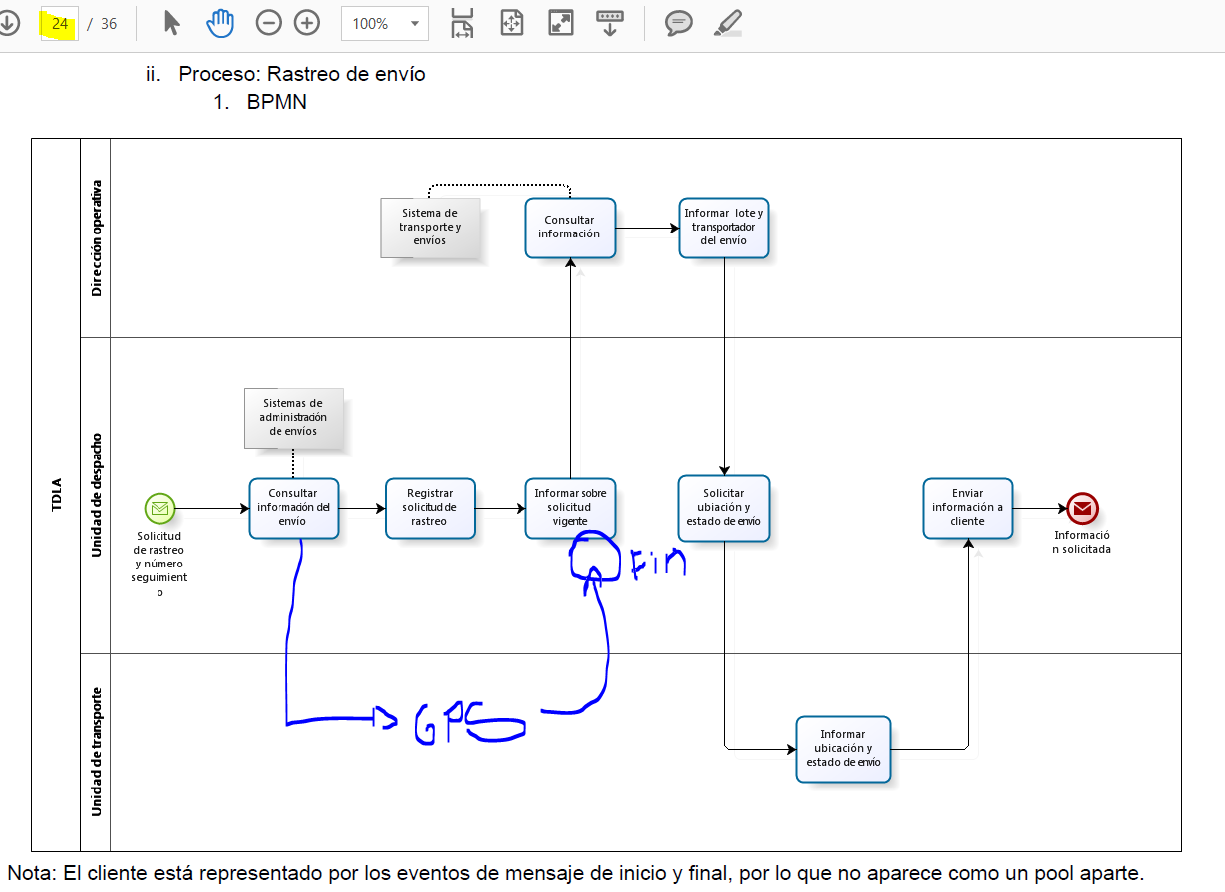 24 / 36
100%
ii. Proceso: Rastreo de envío
1. BPMN
TDLA
Dirección operativa
Sistema de
transporte y
envíos
Consultar
información
Informar lote y
transportador
del envío
Unidad de despacho
Sistemas de
administración
de envíos
Solicitud
de rastreo
y número
seguimient
o
Consultar
información del
envío
Registrar
solicitud de
rastreo
Informar sobre
solicitud
vigente
Solicitar
ubiación y
estado de envío
Enviar
información a
cliente
Informació
n solicitada
Fin
Unidad de transporte
GPS
Informar
ubicación y
estado de envío
Nota: El cliente está representado por los eventos de mensaje de inicio y final, por lo que no aparece como un pool aparte.